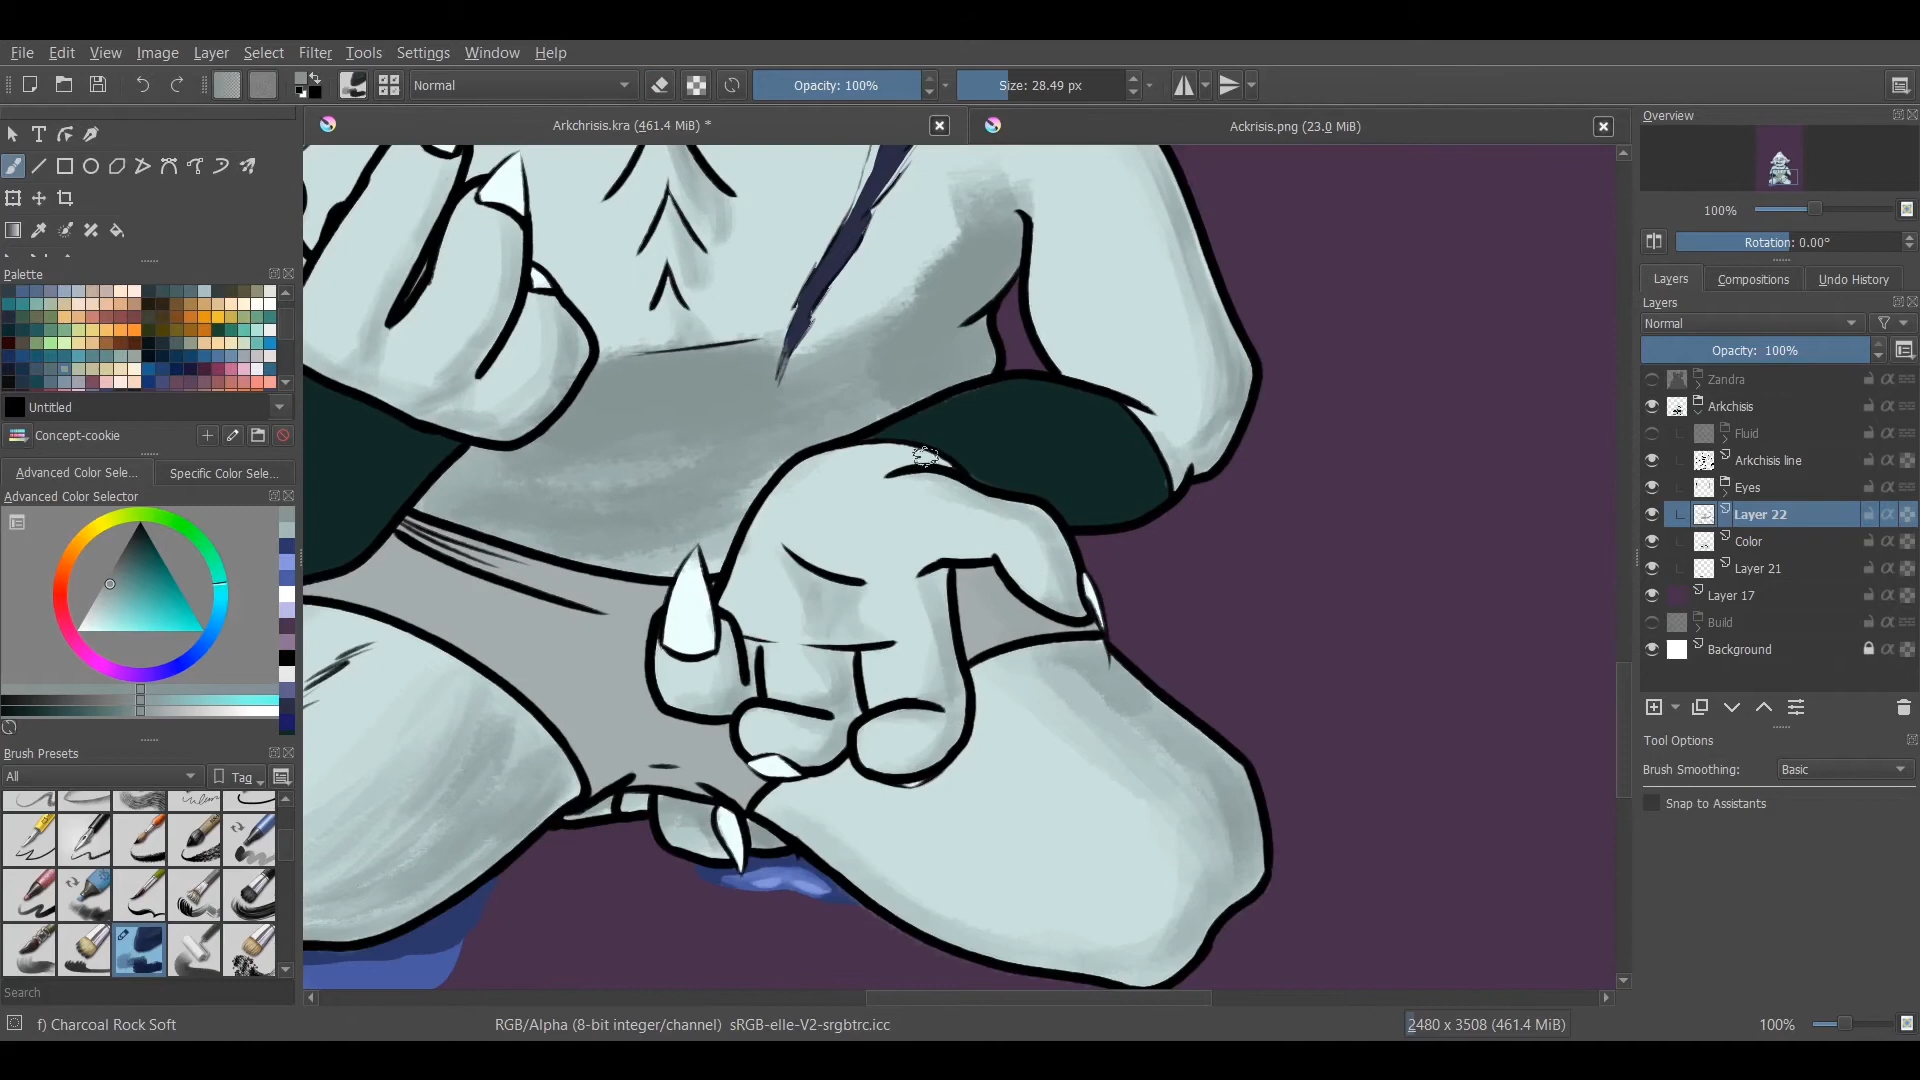 File Edit View Image Layer Select Filter Tools Settings Window Help
Normal Opacity: 100% Size: 28.49 px
Arkchrisis.kra (461.4 MiB) *
Ackrisis.png (23.0 MiB)
Overview
100%
Rotation: 0.00°
Palette
Untitled
Concept-cookie
Advanced Color Sele... Specific Color Sele...
Advanced Color Selector
Brush Presets
All Tag
Search
Layers Compositions Undo History
Layers
Normal
Opacity: 100%
Zandra
Arkchisis
Fluid
Arkchisis line
Eyes
Layer 22
Color
Layer 21
Layer 17
Build
Background
Tool Options
Brush Smoothing: Basic
Snap to Assistants
f) Charcoal Rock Soft
RGB/Alpha (8-bit integer/channel) sRGB-elle-V2-srgbtrc.icc
2480 x 3508 (461.4 MiB)
100%